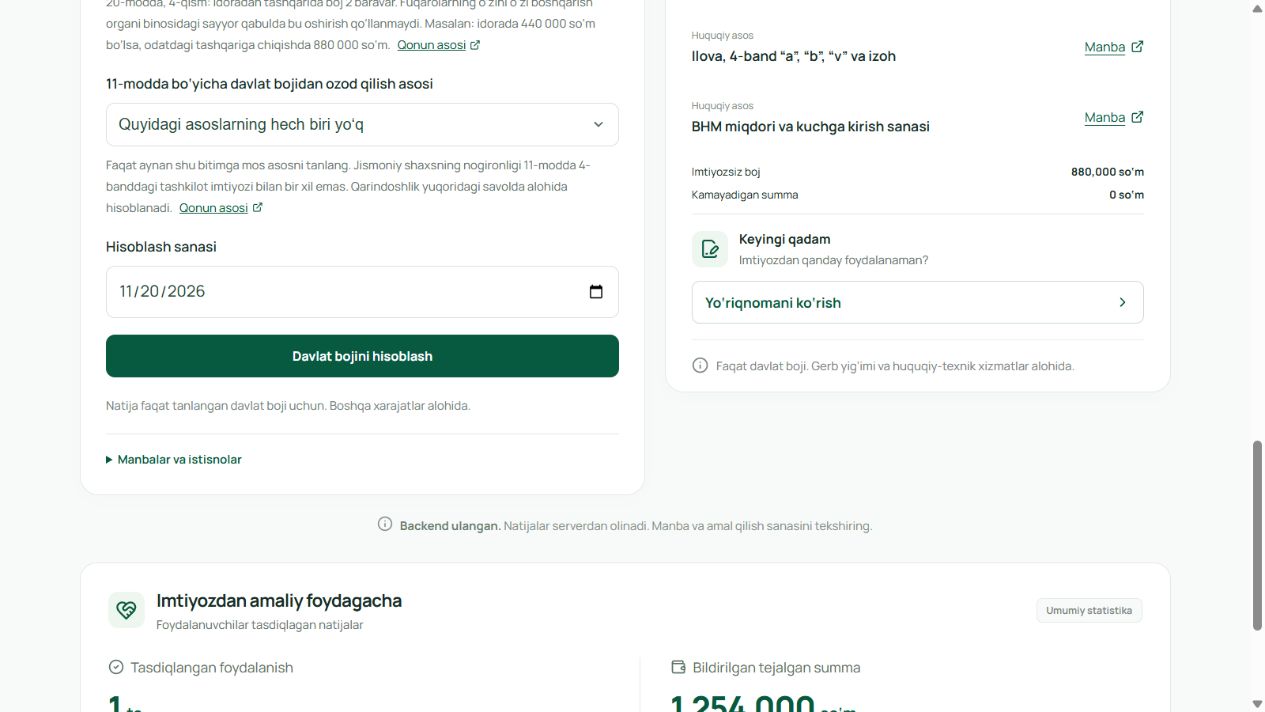 20-modda, 4-qism: idoradan tashqarida boj 2 baravar. Fuqarolarning o‘zini o‘zi boshqarish
organi binosidagi sayyor qabulda bu oshirish qo‘llanmaydi. Masalan: idorada 440 000 so‘m
bo‘lsa, odatdagi tashqariga chiqishda 880 000 so‘m. Qonun asosi
11-modda bo‘yicha davlat bojidan ozod qilish asosi
Quyidagi asoslarning hech biri yo‘q
Faqat aynan shu bitimga mos asosni tanlang. Jismoniy shaxsning nogironligi 11-modda 4-
banddagi tashkilot imtiyozi bilan bir xil emas. Qarindoshlik yuqoridagi savolda alohida
hisoblanadi. Qonun asosi
Hisoblash sanasi
11/20/2026
Davlat bojini hisoblash
Natija faqat tanlangan davlat boji uchun. Boshqa xarajatlar alohida.
Manbalar va istisnolar
Huquqiy asos
Ilova, 4-band “a”, “b”, “v” va izoh
Manba
Huquqiy asos
BHM miqdori va kuchga kirish sanasi
Manba
Imtiyozsiz boj 880,000 so‘m
Kamayadigan summa 0 so‘m
Keyingi qadam
Imtiyozdan qanday foydalanaman?
Yo‘riqnomani ko‘rish
Faqat davlat boji. Gerb yig‘imi va huquqiy-texnik xizmatlar alohida.
Backend ulangan. Natijalar serverdan olinadi. Manba va amal qilish sanasini tekshiring.
Imtiyozdan amaliy foydagacha
Foydalanuvchilar tasdiqlagan natijalar
Umumiy statistika
Tasdiqlangan foydalanish
1 ta
Bildirilgan tejalgan summa
1 254 000 so‘m